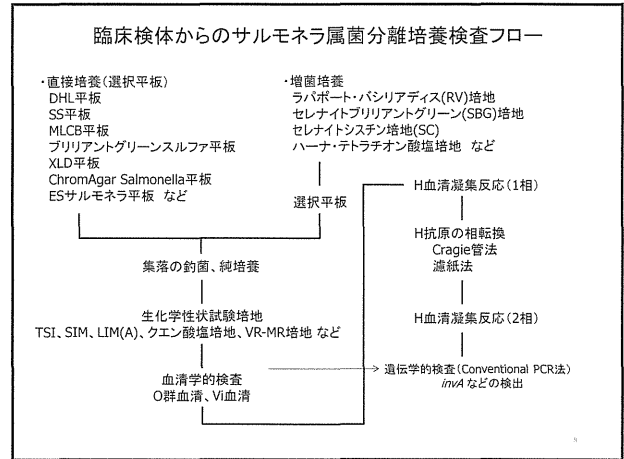 臨床検体からのサルモネラ属菌分離培養検査フロー
・直接培養(選択平板)
DHL平板
SS平板
MLCB平板
ブリリアントグリーンスルファ平板
XLD平板
ChromAgar Salmonella平板
ESサルモネラ平板 など
・増菌培養
ラパポート・バシリアディス(RV)培地
セレナイトブリリアントグリーン(SBG)培地
セレナイトシスチン培地(SC)
ハーナ・テトラチオン酸塩培地 など
選択平板
集落の釣菌、純培養
生化学性状試験培地
TSI、SIM、LIM(A)、クエン酸塩培地、VR-MR培地 など
血清学的検査
O群血清、Vi血清
H血清凝集反応(1相)
H抗原の相転換
Cragie管法
濾紙法
H血清凝集反応(2相)
遺伝学的検査(Conventional PCR法)
invA などの検出